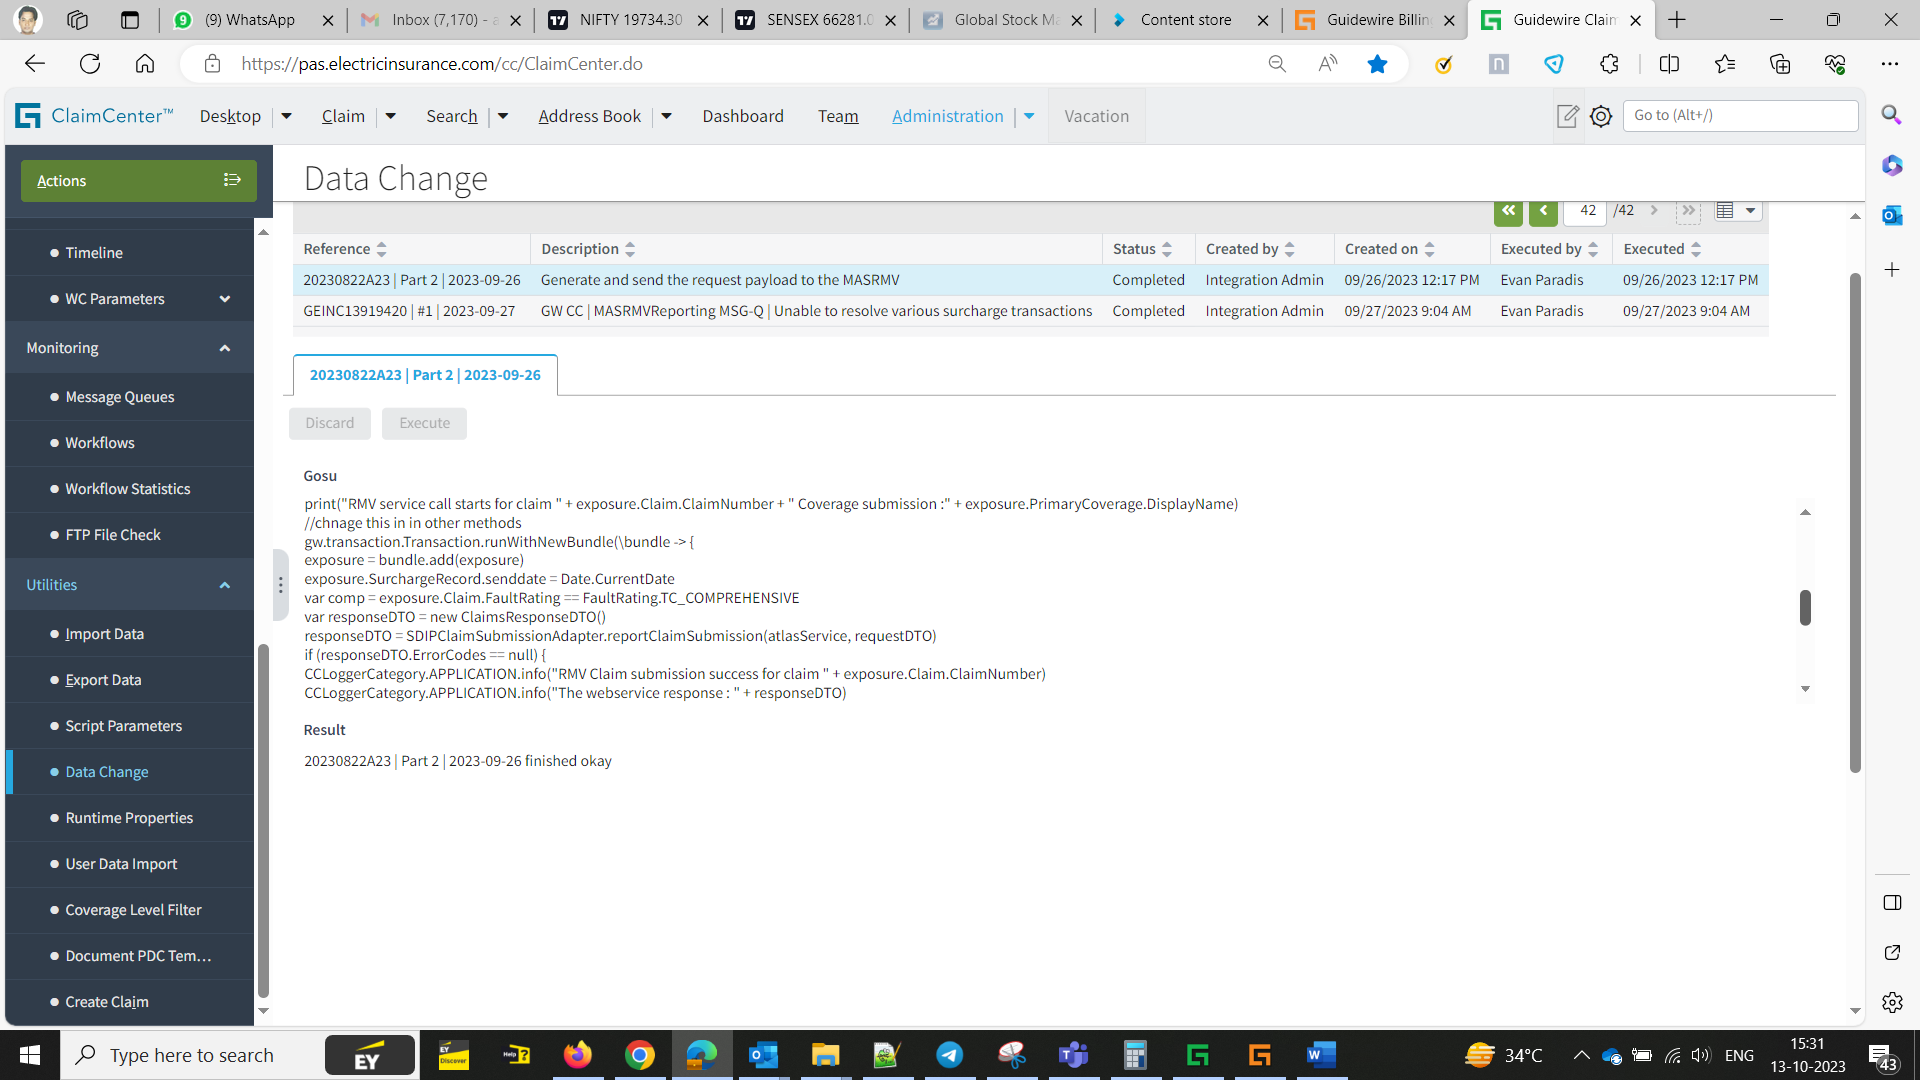 (9) WhatsApp
Inbox (7,170) - a
NIFTY 19734.30
SENSEX 66281.0
Global Stock Ma
Content store
Guidewire Billin
Guidewire Claim
https://pas.electricinsurance.com/cc/ClaimCenter.do
ClaimCenter™
Desktop
Claim
Search
Address Book
Dashboard
Team
Administration
Vacation
Go to (Alt+/)
Actions
Timeline
WC Parameters
Monitoring
Message Queues
Workflows
Workflow Statistics
FTP File Check
Utilities
Import Data
Export Data
Script Parameters
Data Change
Runtime Properties
User Data Import
Coverage Level Filter
Document PDC Tem...
Create Claim
Data Change
42 /42
Reference Description Status Created by Created on Executed by Executed
20230822A23 | Part 2 | 2023-09-26 Generate and send the request payload to the MASRMV Completed Integration Admin 09/26/2023 12:17 PM Evan Paradis 09/26/2023 12:17 PM
GEINC13919420 | #1 | 2023-09-27 GW CC | MASRMVReporting MSG-Q | Unable to resolve various surcharge transactions Completed Integration Admin 09/27/2023 9:04 AM Evan Paradis 09/27/2023 9:04 AM
20230822A23 | Part 2 | 2023-09-26
Discard Execute
Gosu
print("RMV service call starts for claim " + exposure.Claim.ClaimNumber + " Coverage submission :" + exposure.PrimaryCoverage.DisplayName)
//chnage this in in other methods
gw.transaction.Transaction.runWithNewBundle(\bundle -> {
exposure = bundle.add(exposure)
exposure.SurchargeRecord.senddate = Date.CurrentDate
var comp = exposure.Claim.FaultRating == FaultRating.TC_COMPREHENSIVE
var responseDTO = new ClaimsResponseDTO()
responseDTO = SDIPClaimSubmissionAdapter.reportClaimSubmission(atlasService, requestDTO)
if (responseDTO.ErrorCodes == null) {
CCLoggerCategory.APPLICATION.info("RMV Claim submission success for claim " + exposure.Claim.ClaimNumber)
CCLoggerCategory.APPLICATION.info("The webservice response : " + responseDTO)
Result
20230822A23 | Part 2 | 2023-09-26 finished okay
Type here to search
EY
EY
Discover
Help ?
34°C
ENG
15:31
13-10-2023
43